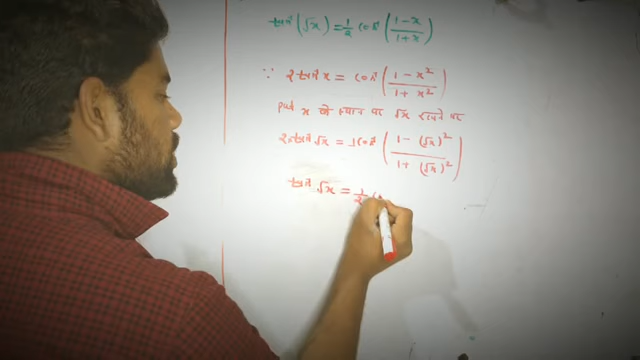 tan⁻¹(√x) = 1/2 cos⁻¹((1-x)/(1+x))
∵ 2tan⁻¹x = cos⁻¹((1-x²)/(1+x²))
put x के स्थान पर √x रखने पर
2tan⁻¹√x = cos⁻¹((1-(√x)²)/(1+(√x)²))
tan⁻¹√x = 1/2